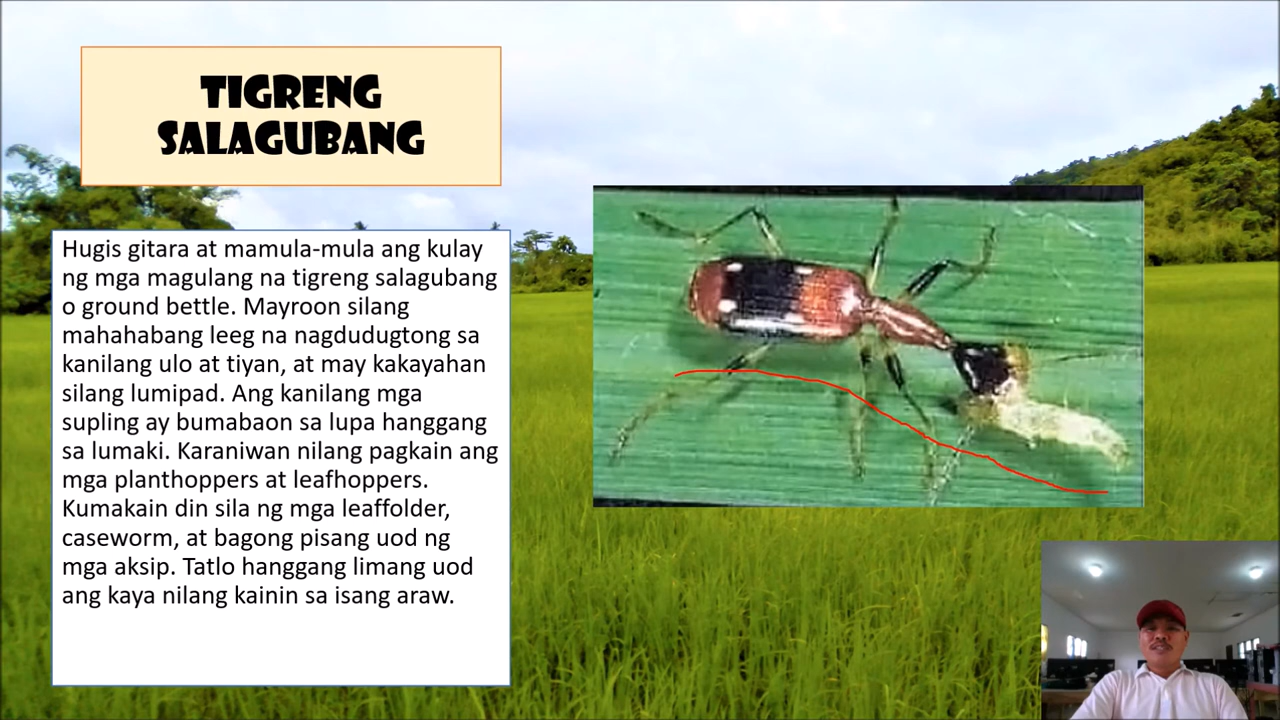 TIGRENG
SALAGUBANG
Hugis gitara at mamula-mula ang kulay
ng mga magulang na tigreng salagubang
o ground bettle. Mayroon silang
mahahabang leeg na nagdudugtong sa
kanilang ulo at tiyan, at may kakayahan
silang lumipad. Ang kanilang mga
supling ay bumabaon sa lupa hanggang
sa lumaki. Karaniwan nilang pagkain ang
mga planthoppers at leafhoppers.
Kumakain din sila ng mga leaffolder,
caseworm, at bagong pisang uod ng
mga aksip. Tatlo hanggang limang uod
ang kaya nilang kainin sa isang araw.